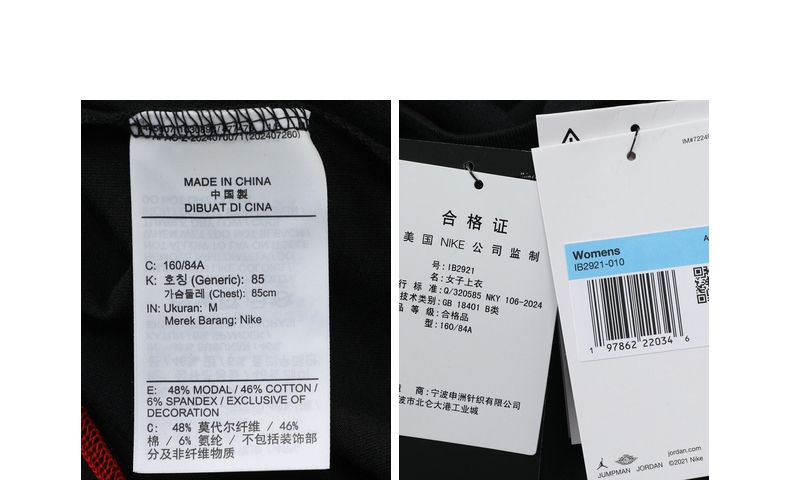 (202407260)
MADE IN CHINA
中国製
DIBUAT DI CINA
C: 160/84A
K: 호칭 (Generic): 85
가슴둘레 (Chest): 85cm
IN: Ukuran: M
Merek Barang: Nike
E: 48% MODAL / 46% COTTON /
6% SPANDEX / EXCLUSIVE OF
DECORATION
C: 48% 莫代尔纤维 / 46%
棉 / 6% 氨纶 / 不包括装饰部
分及非纤维物质
合格证
美国 NIKE 公司监制
号: IB2921
名: 女子上衣
行标准: Q/320585 NKY 106-2024
技术类别: GB 18401 B类
等级: 合格品
型: 160/84A
商: 宁波申洲针织有限公司
波市北仑大港工业城
Womens
IB2921-010
A
1 97862 22034 6
jordan.com
JUMPMAN JORDAN ©2021 Nike